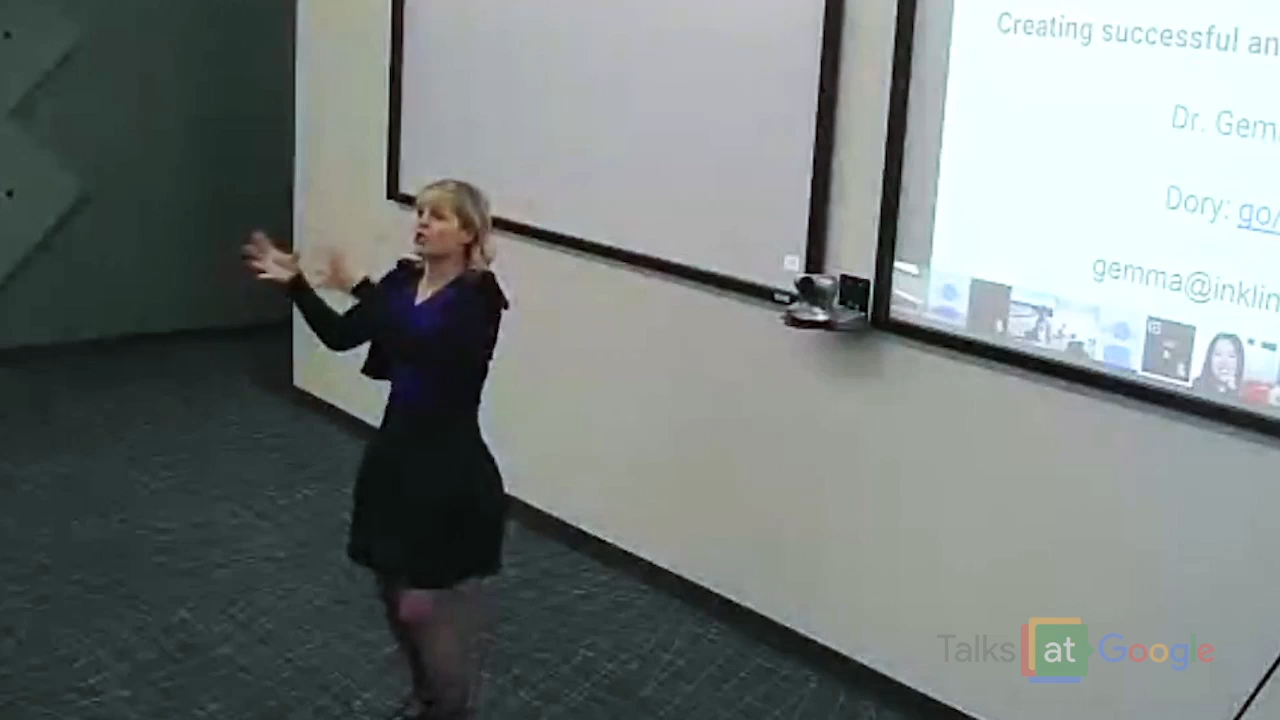 Creating successful an
Dr. Gem
Dory: go/
gemma@inklin
Talks at Google